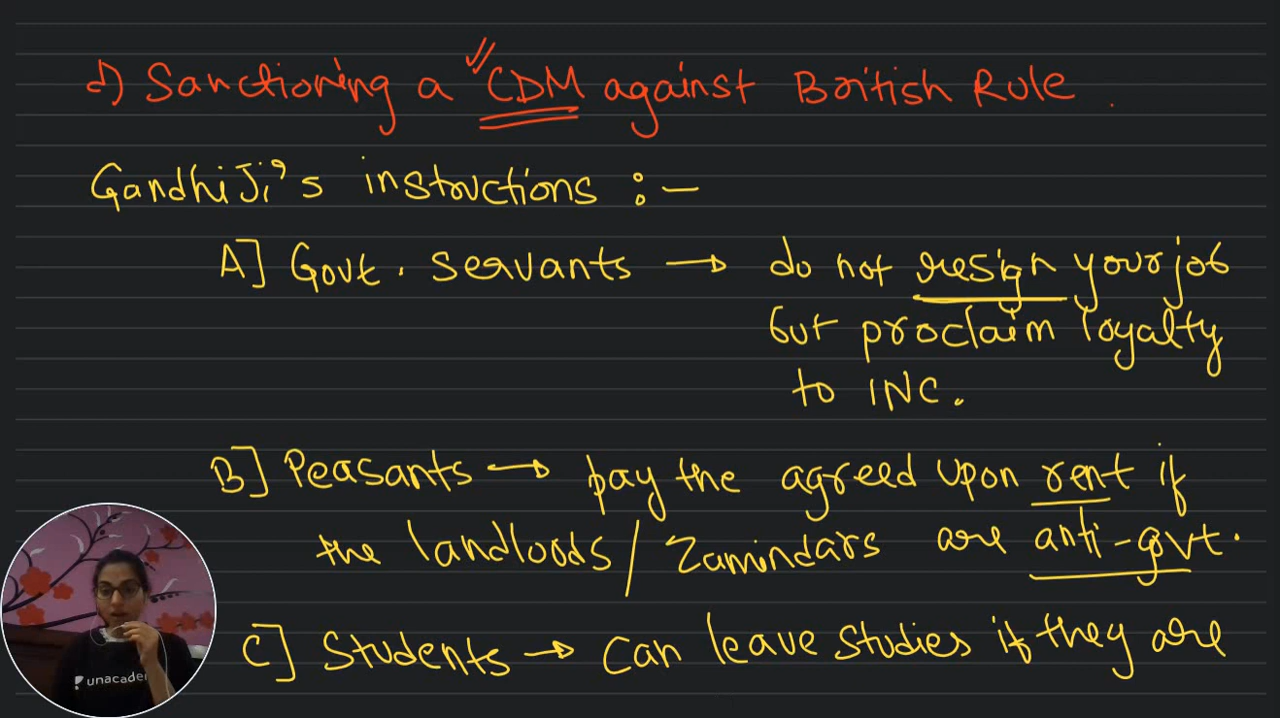 d) Sanctioning a "CDM against British Rule.
GandhiJi's instructions :-
A] Govt. servants → do not resign your job
but proclaim loyalty
to INC.
B] Peasants → pay the agreed upon rent if
the landlords/Zamindars are anti-govt.
C] Students → can leave studies if they are
unacade